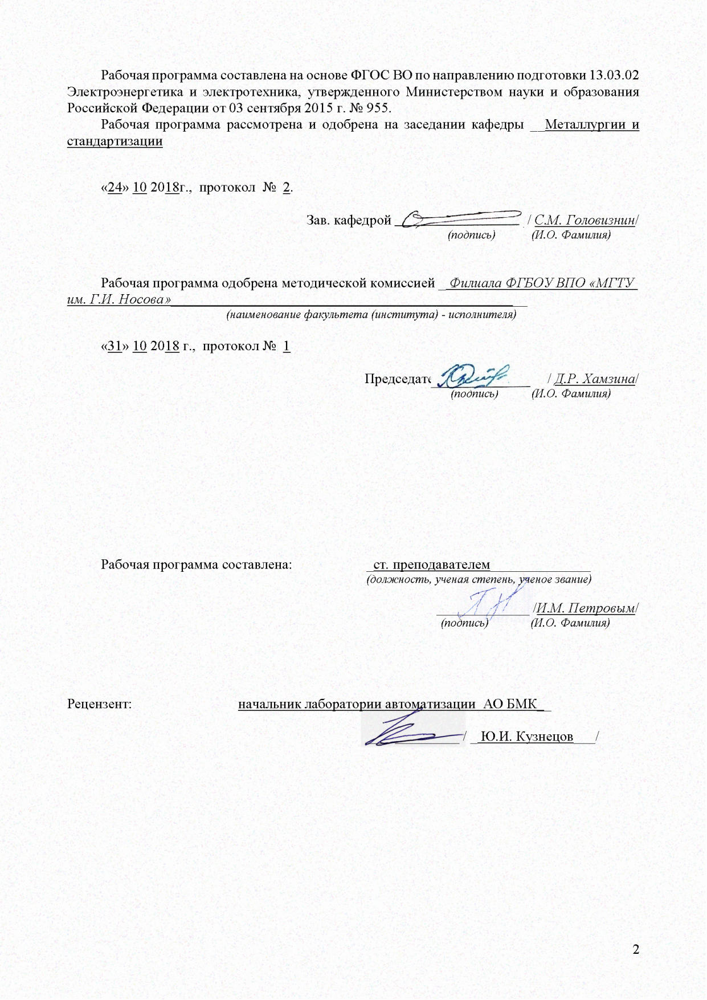 Рабочая программа составлена на основе ФГОС ВО по направлению подготовки 13.03.02
Электроэнергетика и электротехника, утвержденного Министерством науки и образования
Российской Федерации от 03 сентября 2015 г. № 955.
Рабочая программа рассмотрена и одобрена на заседании кафедры __Металлургии и
стандартизации
«24» 10 2018г., протокол № 2.
Зав. кафедрой / С.М. Головизнин/
(подпись) (И.О. Фамилия)
Рабочая программа одобрена методической комиссией _ Филиала ФГБОУ ВПО «МГТУ
им. Г.И. Носова»
(наименование факультета (института) - исполнителя)
«31» 10 2018 г., протокол № 1
Председате / Д.Р. Хамзина/
(подпись) (И.О. Фамилия)
Рабочая программа составлена: _ст. преподавателем
(должность, ученая степень, ученое звание)
/И.М. Петровым/
(подпись) (И.О. Фамилия)
Рецензент: начальник лаборатории автоматизации АО БМК
/ Ю.И. Кузнецов /
2